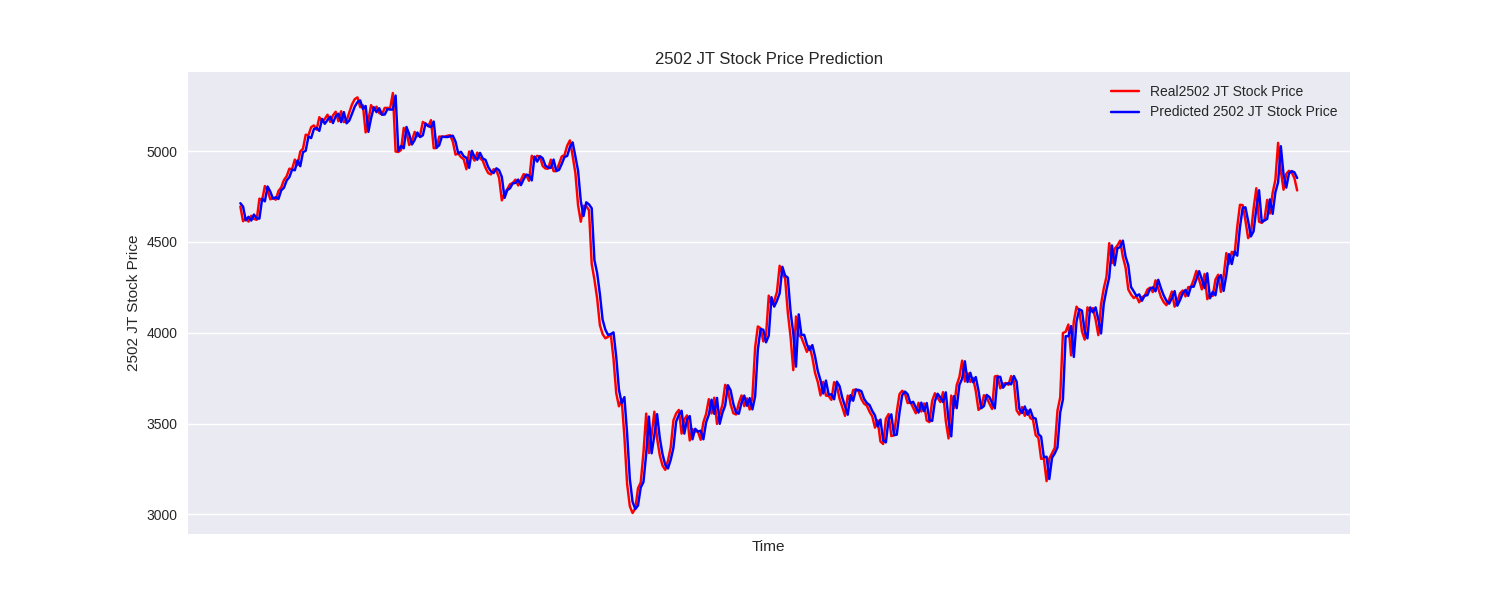 2502 JT Stock Price Prediction
Real2502 JT Stock Price
Predicted 2502 JT Stock Price
2502 JT Stock Price
5000
4500
4000
3500
3000
Time